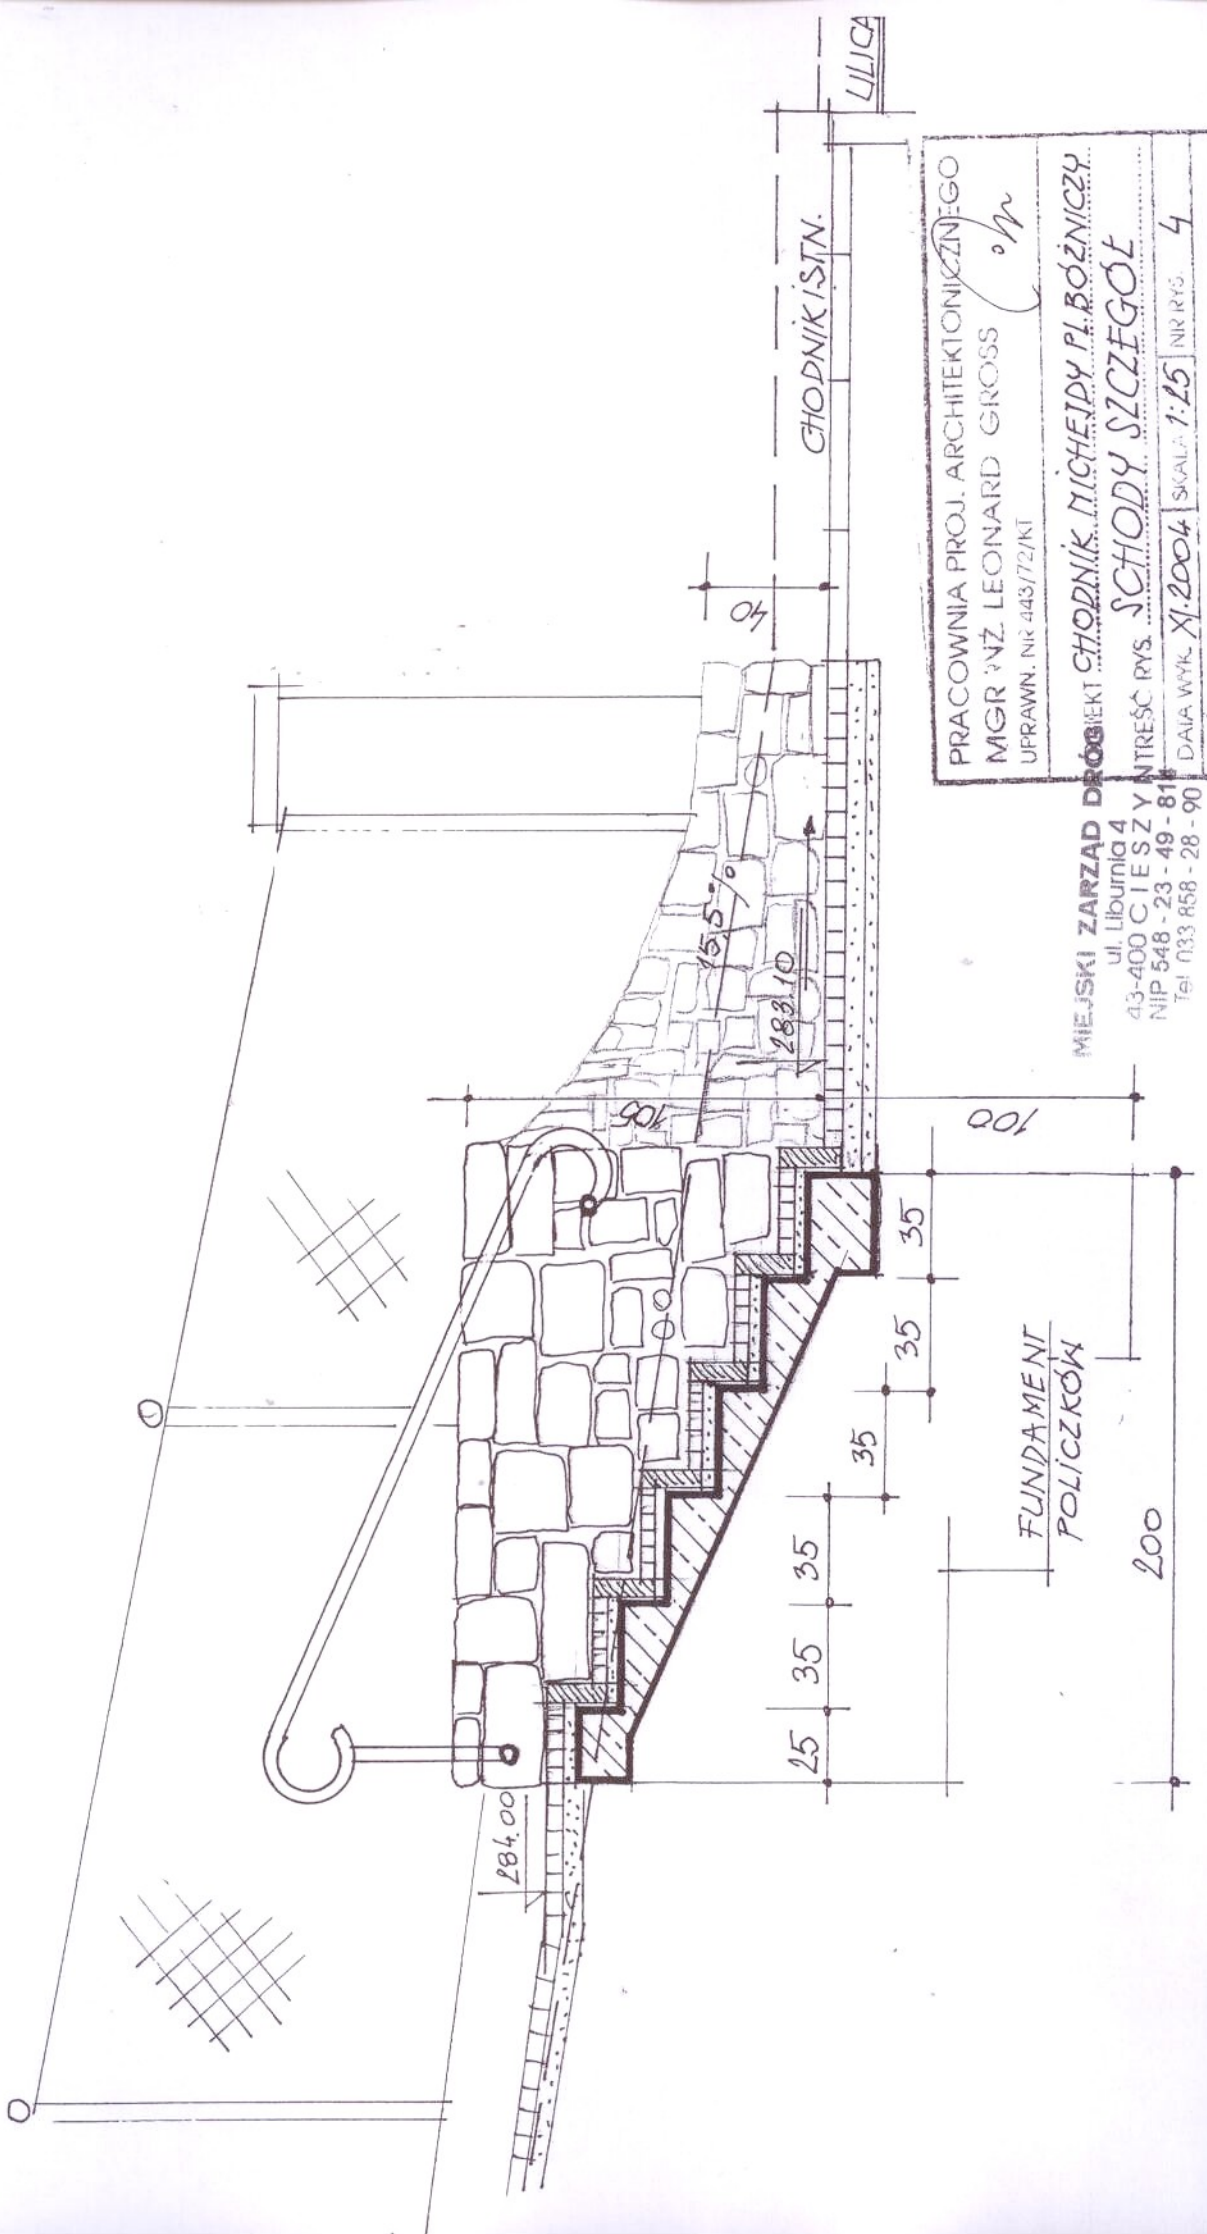 ULICA
CHODNIK ISTN.
40
15,5 %
283.10
105
100
284.00
35
35
35
35
35
25
FUNDAMENT
POLICZKÓW
200
PRACOWNIA PROJ. ARCHITEKTONICZNEGO
MGR INŻ. LEONARD GROSS
UPRAWN. NR 443/72/KT
OBIEKT CHODNIK MICHEJDY PL. BÓŻNICZY
TREŚĆ RYS. SCHODY SZCZEGÓŁ
DATA WYK. XI.2004 SKALA 1:25 NR RYS. 4
MIEJSKI ZARZĄD DRÓG
ul. Liburnia 4
43-400 CIESZYN
NIP 548-23-49-81
Tel 033 858-28-90